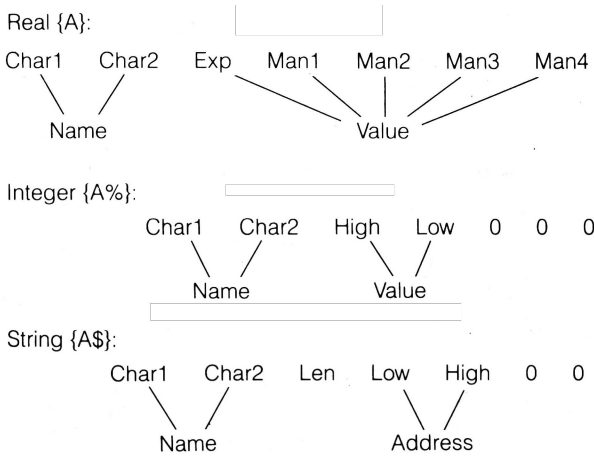 Real {A}:
Char1 Char2 Exp Man1 Man2 Man3 Man4
Name Value
Integer {A%}:
Char1 Char2 High Low 0 0 0
Name Value
String {A$}:
Char1 Char2 Len Low High 0 0
Name Address